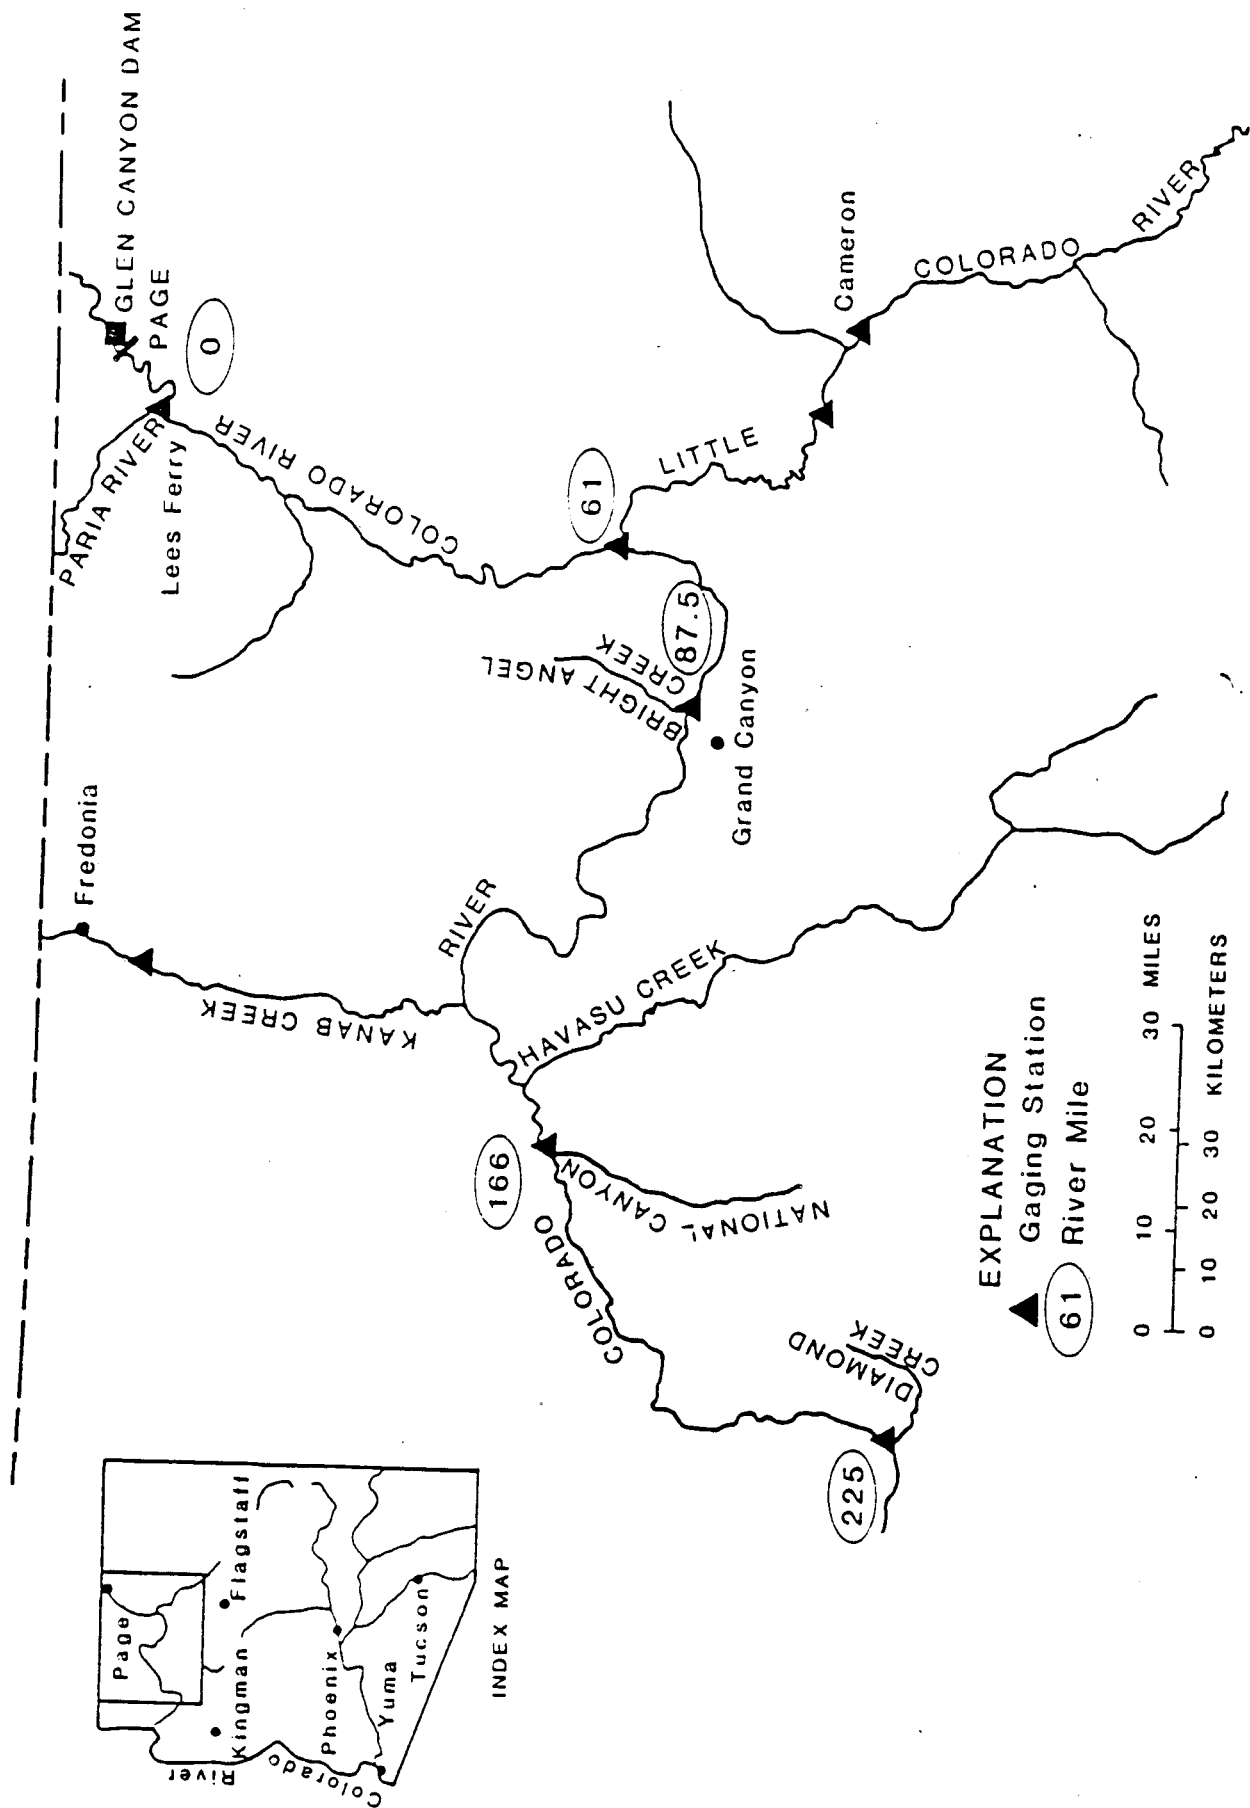 GLEN CANYON DAM
PAGE
0
PARIA RIVER
Lees Ferry
COLORADO RIVER
Fredonia
KANAB CREEK
61
LITTLE
COLORADO
RIVER
Cameron
BRIGHT ANGEL
CREEK
87.5
Grand Canyon
RIVER
HAVASU CREEK
166
NATIONAL CANYON
COLORADO
DIAMOND
CREEK
225
EXPLANATION
Gaging Station
61 River Mile
0 10 20 30 MILES
0 10 20 30 KILOMETERS
Page
Flagstaff
Kingman
Phoenix
Yuma
Tucson
Colorado
River
INDEX MAP